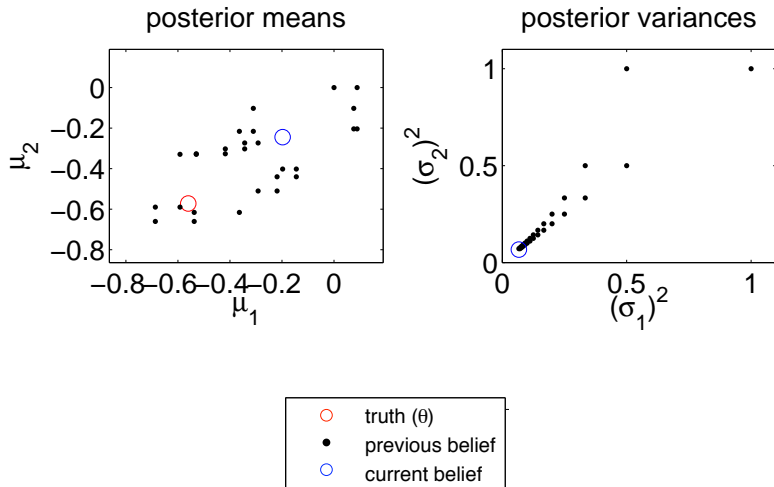 posterior means
0
−0.2
−0.4
−0.6
−0.8
μ2
−0.8 −0.6 −0.4 −0.2 0
μ1
posterior variances
1
0.5
0
(σ2)²
0 0.5 1
(σ1)²
truth (θ)
previous belief
current belief